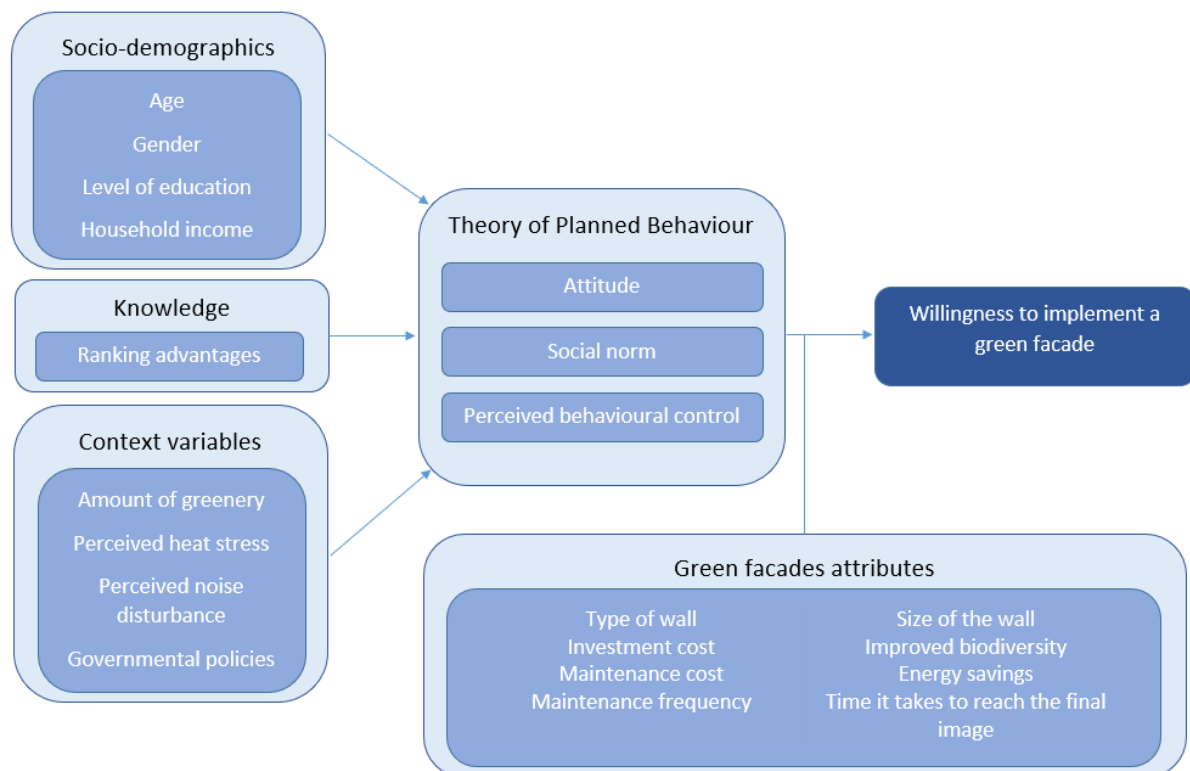 Socio-demographics
Age
Gender
Level of education
Household income
Knowledge
Ranking advantages
Context variables
Amount of greenery
Perceived heat stress
Perceived noise
disturbance
Governmental policies
Theory of Planned Behaviour
Attitude
Social norm
Perceived behavioural control
Willingness to implement a
green facade
Green facades attributes
Type of wall
Investment cost
Maintenance cost
Maintenance frequency
Size of the wall
Improved biodiversity
Energy savings
Time it takes to reach the final
image